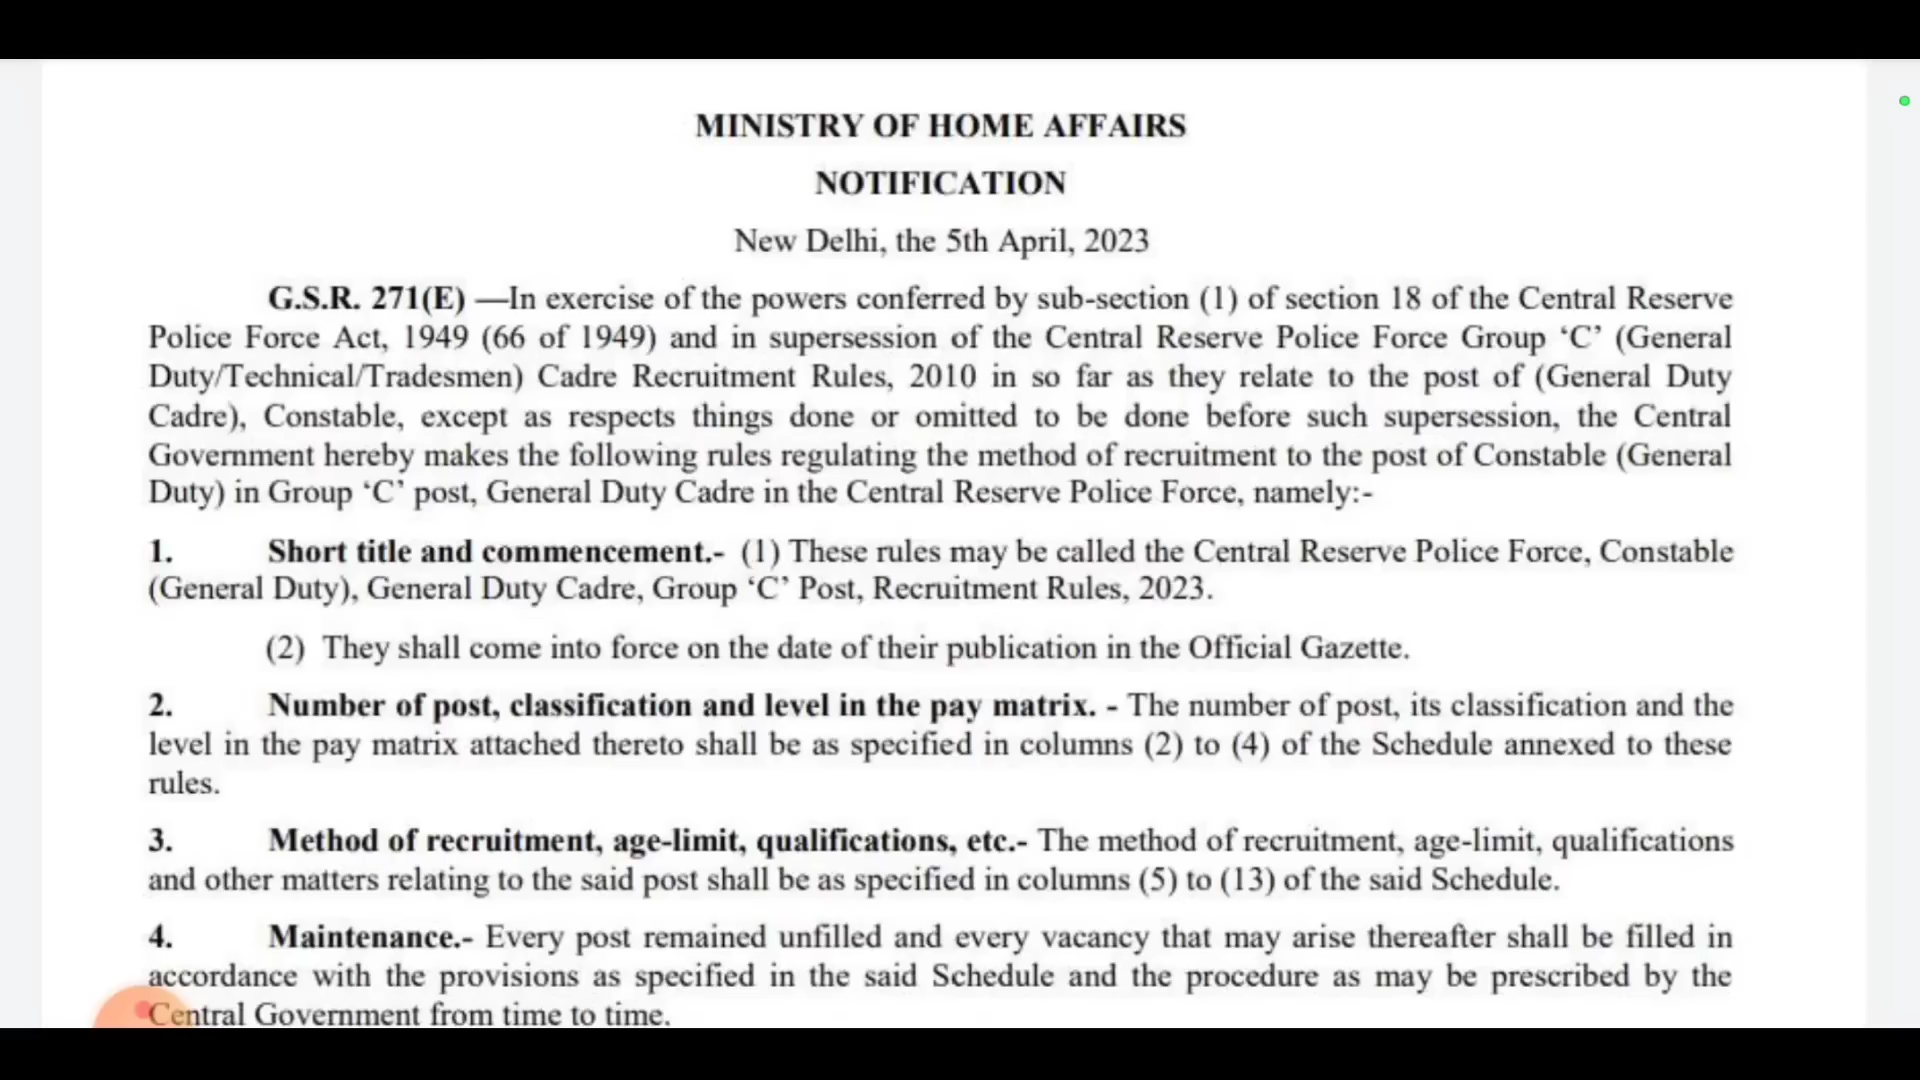 MINISTRY OF HOME AFFAIRS
NOTIFICATION
New Delhi, the 5th April, 2023
G.S.R. 271(E) —In exercise of the powers conferred by sub-section (1) of section 18 of the Central Reserve
Police Force Act, 1949 (66 of 1949) and in supersession of the Central Reserve Police Force Group ‘C’ (General
Duty/Technical/Tradesmen) Cadre Recruitment Rules, 2010 in so far as they relate to the post of (General Duty
Cadre), Constable, except as respects things done or omitted to be done before such supersession, the Central
Government hereby makes the following rules regulating the method of recruitment to the post of Constable (General
Duty) in Group ‘C’ post, General Duty Cadre in the Central Reserve Police Force, namely:-
1. Short title and commencement.- (1) These rules may be called the Central Reserve Police Force, Constable
(General Duty), General Duty Cadre, Group ‘C’ Post, Recruitment Rules, 2023.
(2) They shall come into force on the date of their publication in the Official Gazette.
2. Number of post, classification and level in the pay matrix. - The number of post, its classification and the
level in the pay matrix attached thereto shall be as specified in columns (2) to (4) of the Schedule annexed to these
rules.
3. Method of recruitment, age-limit, qualifications, etc.- The method of recruitment, age-limit, qualifications
and other matters relating to the said post shall be as specified in columns (5) to (13) of the said Schedule.
4. Maintenance.- Every post remained unfilled and every vacancy that may arise thereafter shall be filled in
accordance with the provisions as specified in the said Schedule and the procedure as may be prescribed by the
Central Government from time to time.